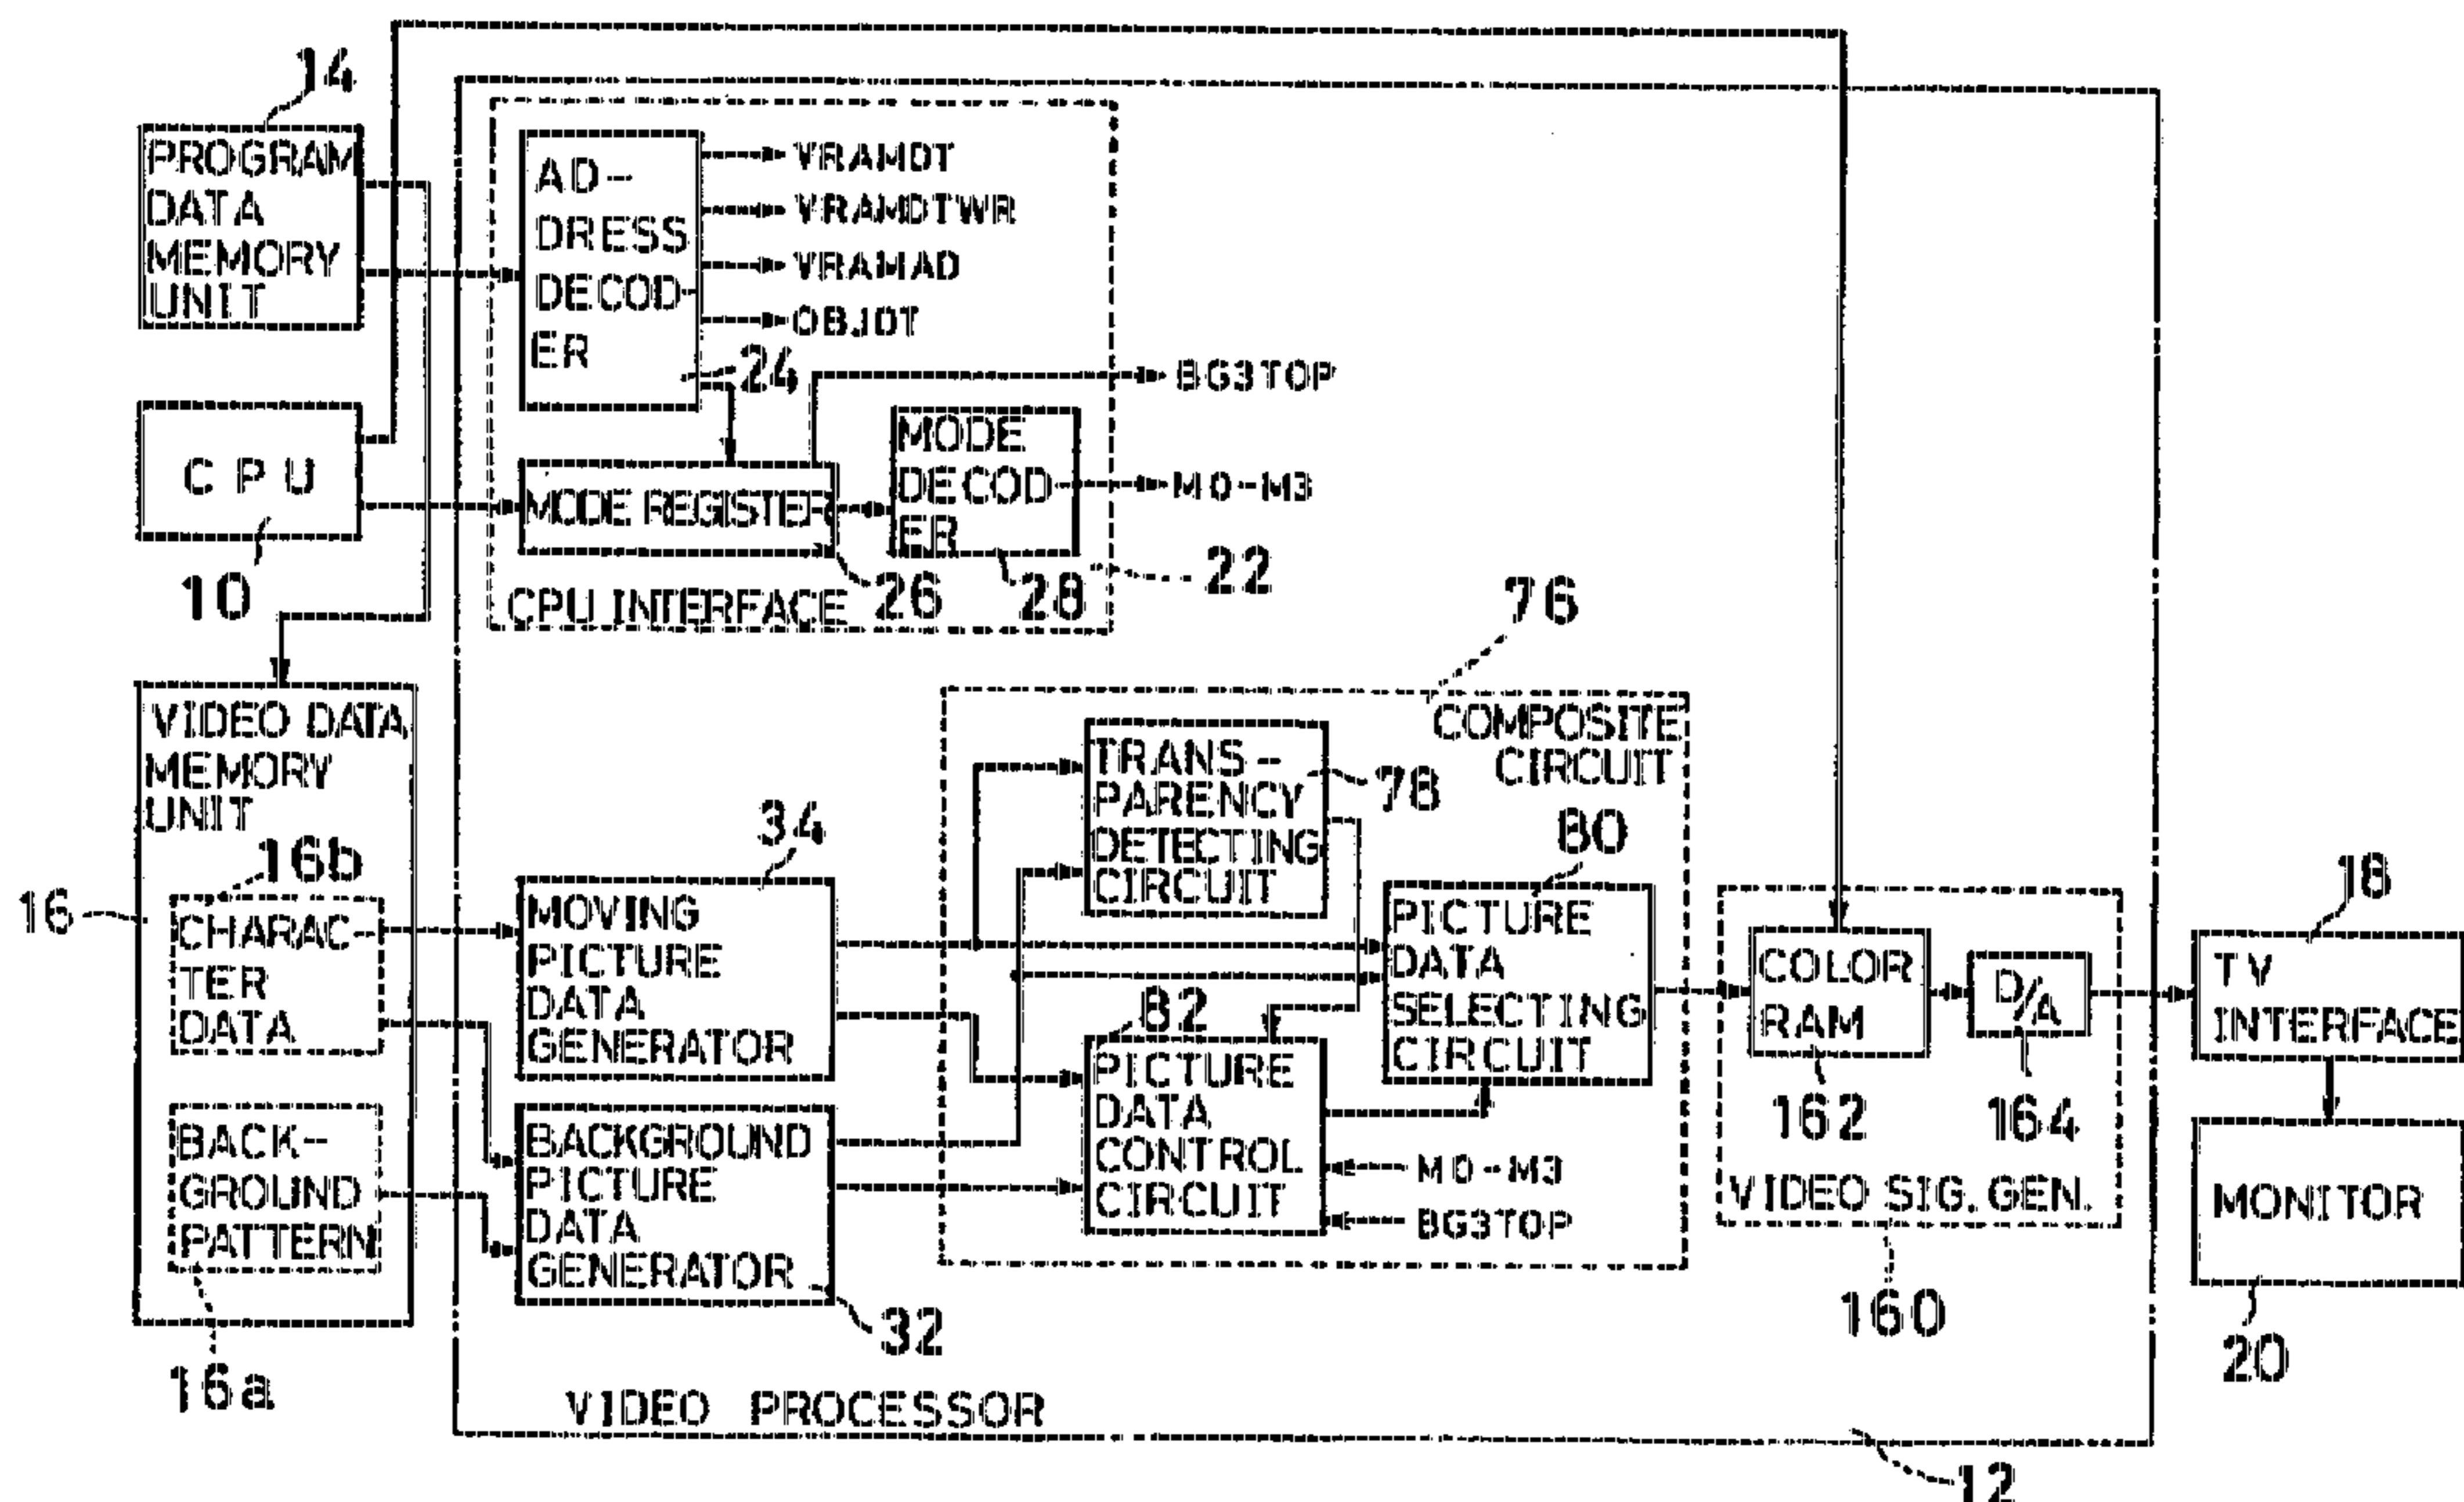 14
PROGRAM
DATA
MEMORY
UNIT
C P U
10
AD-
DRESS
DECOD-
ER
24
VRAMDT
VRAMDTWR
VRAMAD
OBJDT
BG3TOP
MODE REGISTER
26
MODE
DECOD-
ER
28
M0-M3
22
CPU INTERFACE
VIDEO DATA
MEMORY
UNIT
16
16b
CHARAC-
TER
DATA
BACK-
GROUND
PATTERN
16a
34
MOVING
PICTURE
DATA
GENERATOR
BACKGROUND
PICTURE
DATA
GENERATOR
32
76
COMPOSITE
CIRCUIT
TRANS-
PARENCY
DETECTING
CIRCUIT
78
80
PICTURE
DATA
SELECTING
CIRCUIT
82
PICTURE
DATA
CONTROL
CIRCUIT
M0-M3
BG3TOP
COLOR
RAM
162
D/A
164
VIDEO SIG. GEN.
160
18
TV
INTERFACE
MONITOR
20
VIDEO PROCESSOR
12